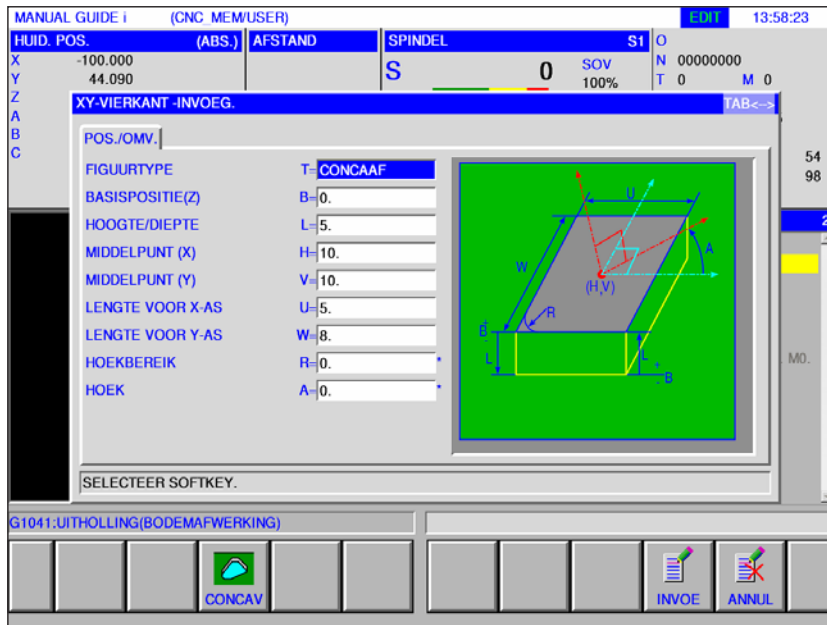 MANUAL GUIDE i (CNC_MEM/USER) EDIT 13:58:23
HUID. POS. (ABS.) AFSTAND SPINDEL S1 O
X -100.000 S 0 SOV N 00000000
Y 44.090 100% T 0 M 0
Z
A
B
C
54
98
2
M0.
XY-VIERKANT -INVOEG. TAB<-->
POS./OMV.
FIGUURTYPE T=CONCAAF
BASISPOSITIE(Z) B=0.
HOOGTE/DIEPTE L=5.
MIDDELPUNT (X) H=10.
MIDDELPUNT (Y) V=10.
LENGTE VOOR X-AS U=5.
LENGTE VOOR Y-AS W=8.
HOEKBEREIK R=0. *
HOEK A=0. *
U
W
A
(H,V)
R
B + -
L
L
+
- B
SELECTEER SOFTKEY.
G1041:UITHOLLING(BODEMAFWERKING)
CONCAV INVOE ANNUL